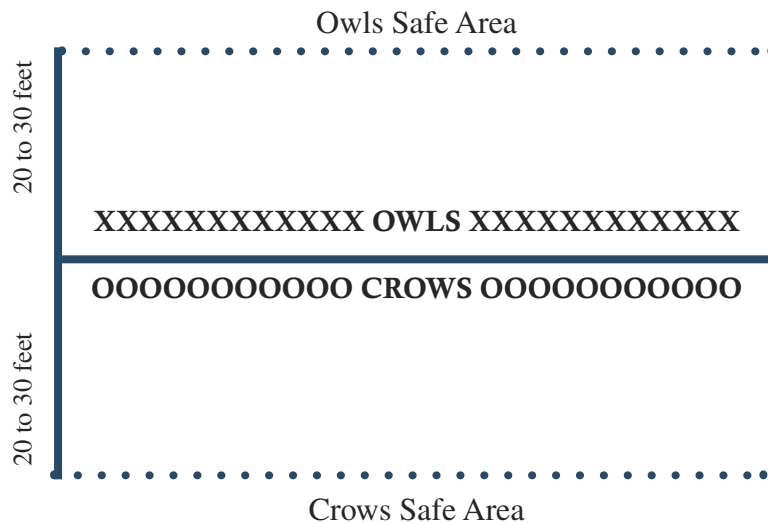 Owls Safe Area
20 to 30 feet
XXXXXXXXXXXX OWLS XXXXXXXXXXXX
OOOOOOOOOOO CROWS OOOOOOOOOOO
20 to 30 feet
Crows Safe Area